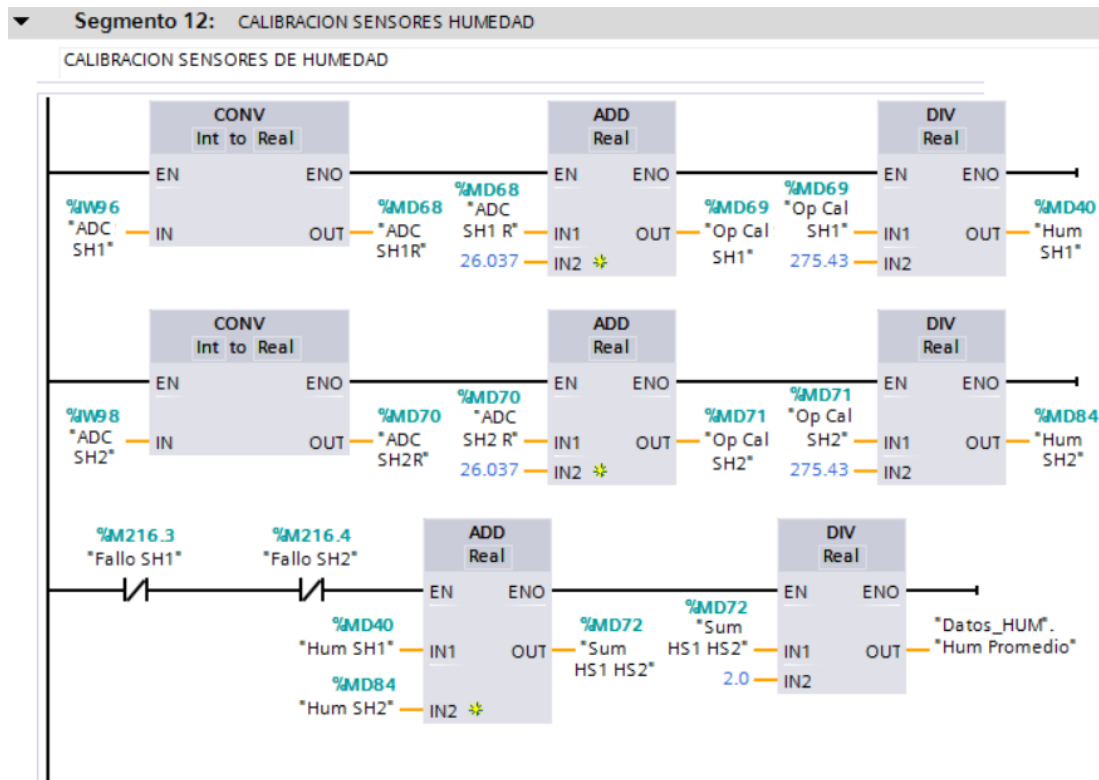 Segmento 12: CALIBRACION SENSORES HUMEDAD
CALIBRACION SENSORES DE HUMEDAD
CONV
Int to Real
EN ENO
%IW96
"ADC
SH1"
IN OUT
%MD68
"ADC
SH1R"
ADD
Real
EN ENO
%MD68
"ADC
SH1 R"
IN1 OUT
26.037 IN2
%MD69
"Op Cal
SH1"
DIV
Real
EN ENO
%MD69
"Op Cal
SH1"
IN1 OUT
275.43 IN2
%MD40
"Hum
SH1"
CONV
Int to Real
EN ENO
%IW98
"ADC
SH2"
IN OUT
%MD70
"ADC
SH2R"
ADD
Real
EN ENO
%MD70
"ADC
SH2 R"
IN1 OUT
26.037 IN2
%MD71
"Op Cal
SH2"
DIV
Real
EN ENO
%MD71
"Op Cal
SH2"
IN1 OUT
275.43 IN2
%MD84
"Hum
SH2"
%M216.3
"Fallo SH1"
%M216.4
"Fallo SH2"
ADD
Real
EN ENO
%MD40
"Hum SH1" IN1 OUT
%MD84
"Hum SH2" IN2
%MD72
"Sum
HS1 HS2"
DIV
Real
EN ENO
%MD72
"Sum
HS1 HS2"
IN1 OUT
2.0 IN2
"Datos_HUM".
"Hum Promedio"